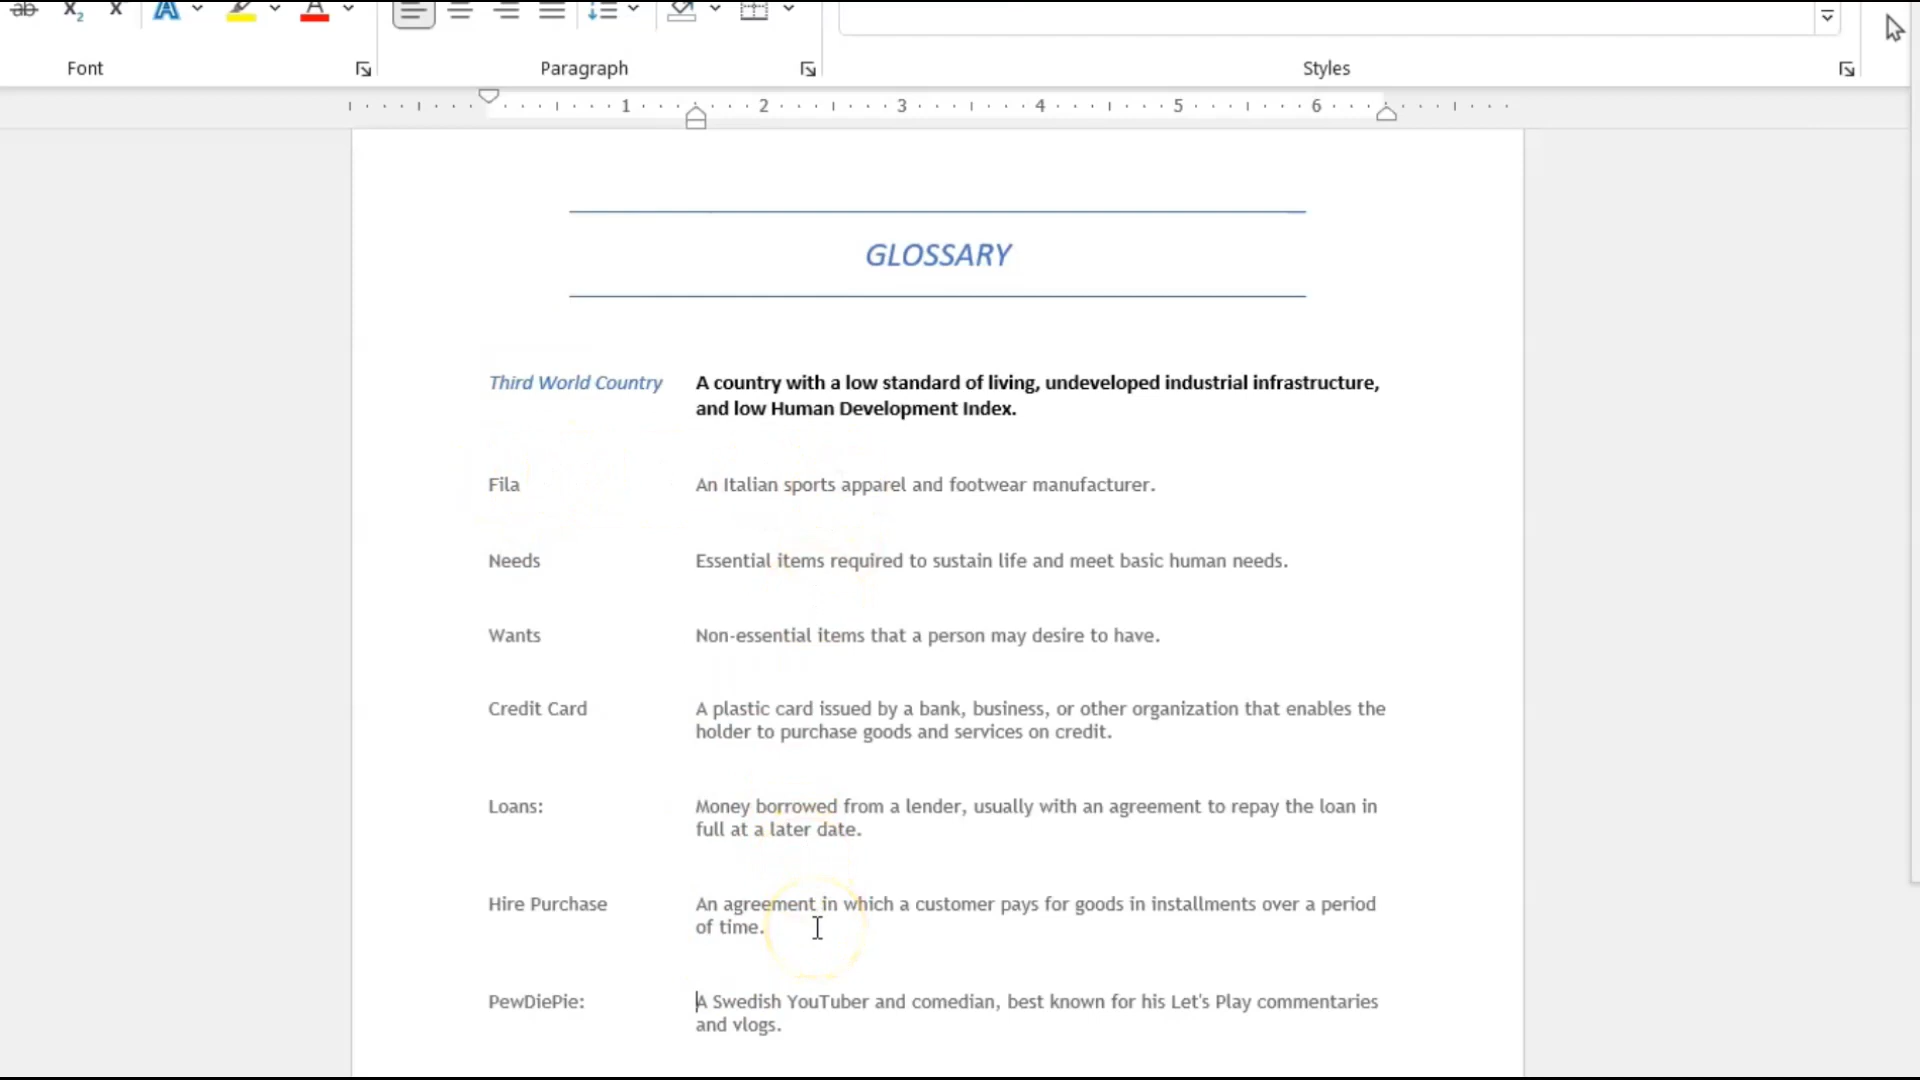 Font
Paragraph
Styles
1 2 3 4 5 6
GLOSSARY
Third World Country A country with a low standard of living, undeveloped industrial infrastructure,
and low Human Development Index.
Fila An Italian sports apparel and footwear manufacturer.
Needs Essential items required to sustain life and meet basic human needs.
Wants Non-essential items that a person may desire to have.
Credit Card A plastic card issued by a bank, business, or other organization that enables the
holder to purchase goods and services on credit.
Loans: Money borrowed from a lender, usually with an agreement to repay the loan in
full at a later date.
Hire Purchase An agreement in which a customer pays for goods in installments over a period
of time.
PewDiePie: A Swedish YouTuber and comedian, best known for his Let's Play commentaries
and vlogs.